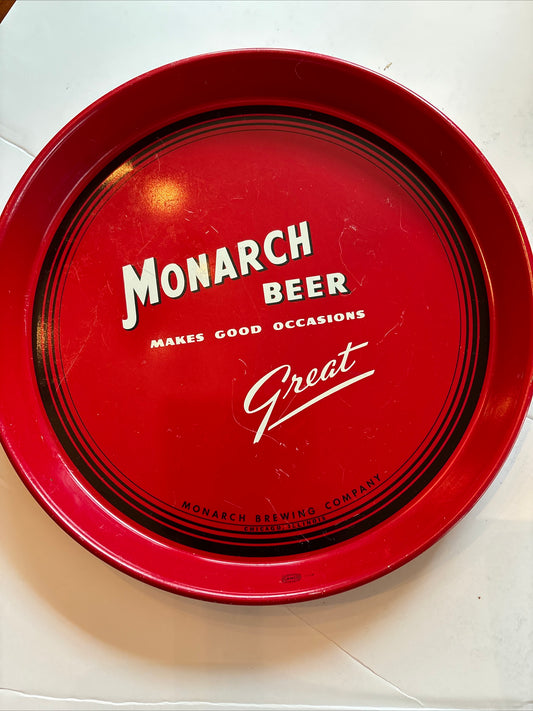 MONARCH
BEER
MAKES GOOD OCCASIONS
Great
MONARCH BREWING COMPANY
CHICAGO, ILLINOIS